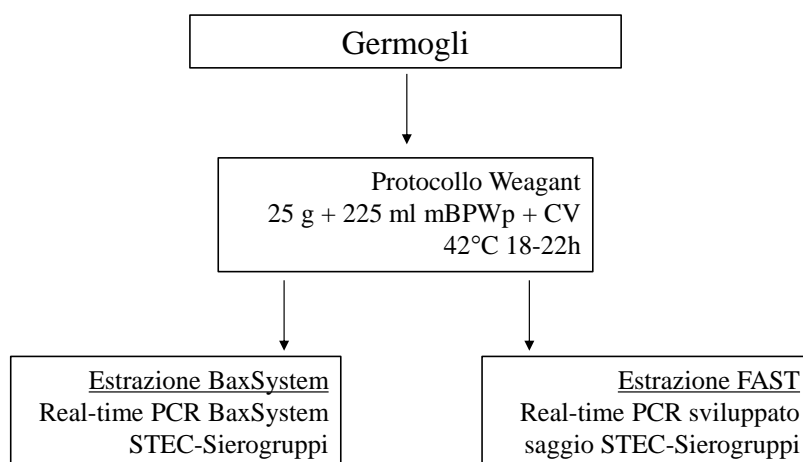 Germogli
Protocollo Weagant
25 g + 225 ml mBPWp + CV
42°C 18-22h
Estrazione BaxSystem
Real-time PCR BaxSystem
STEC-Sierogruppi
Estrazione FAST
Real-time PCR sviluppato
saggio STEC-Sierogruppi